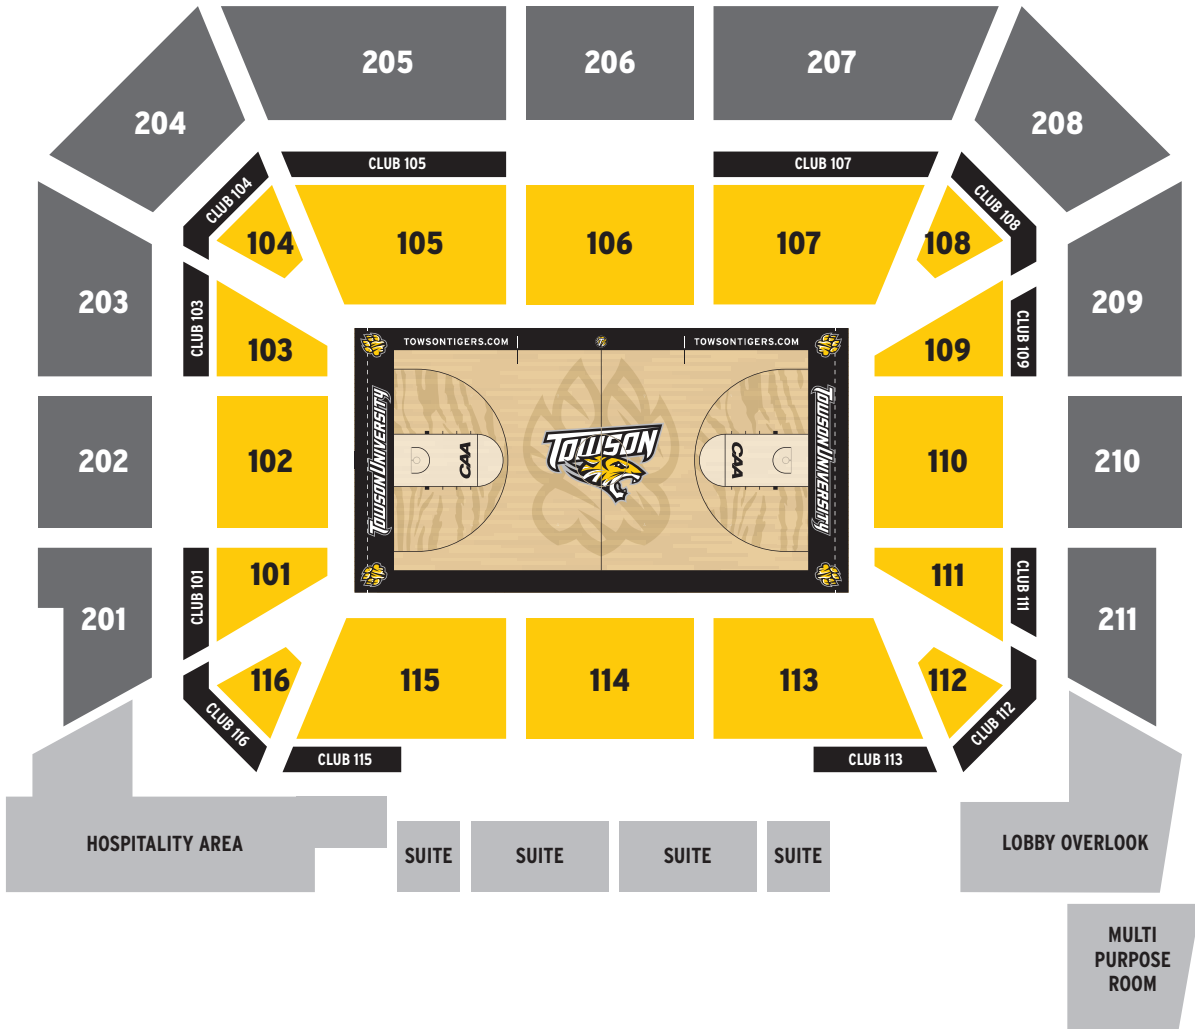 205
206
207
204
208
CLUB 105
CLUB 107
CLUB 104
CLUB 108
104
105
106
107
108
203
209
CLUB 103
103
109
CLUB 109
TOWSONTIGERS.COM
TOWSONTIGERS.COM
202
102
TOWSON UNIVERSITY
CAA
TOWSON
CAA
TOWSON UNIVERSITY
110
210
201
CLUB 101
101
111
CLUB 111
211
116
115
114
113
112
CLUB 116
CLUB 112
CLUB 115
CLUB 113
HOSPITALITY AREA
SUITE
SUITE
SUITE
SUITE
LOBBY OVERLOOK
MULTI
PURPOSE
ROOM